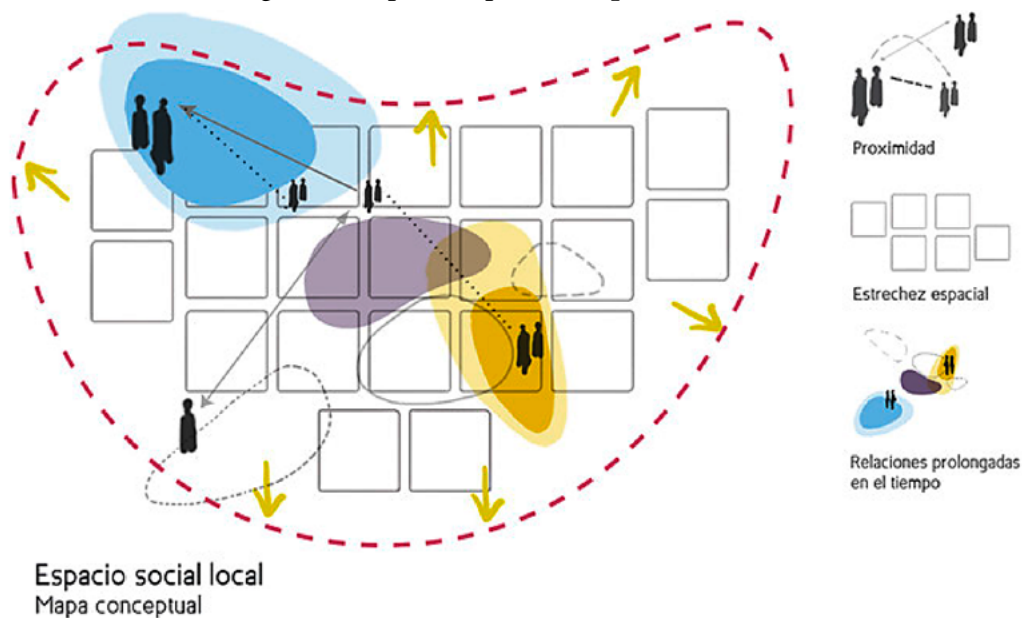 Proximidad
Estrechez espacial
Relaciones prolongadas
en el tiempo
Espacio social local
Mapa conceptual